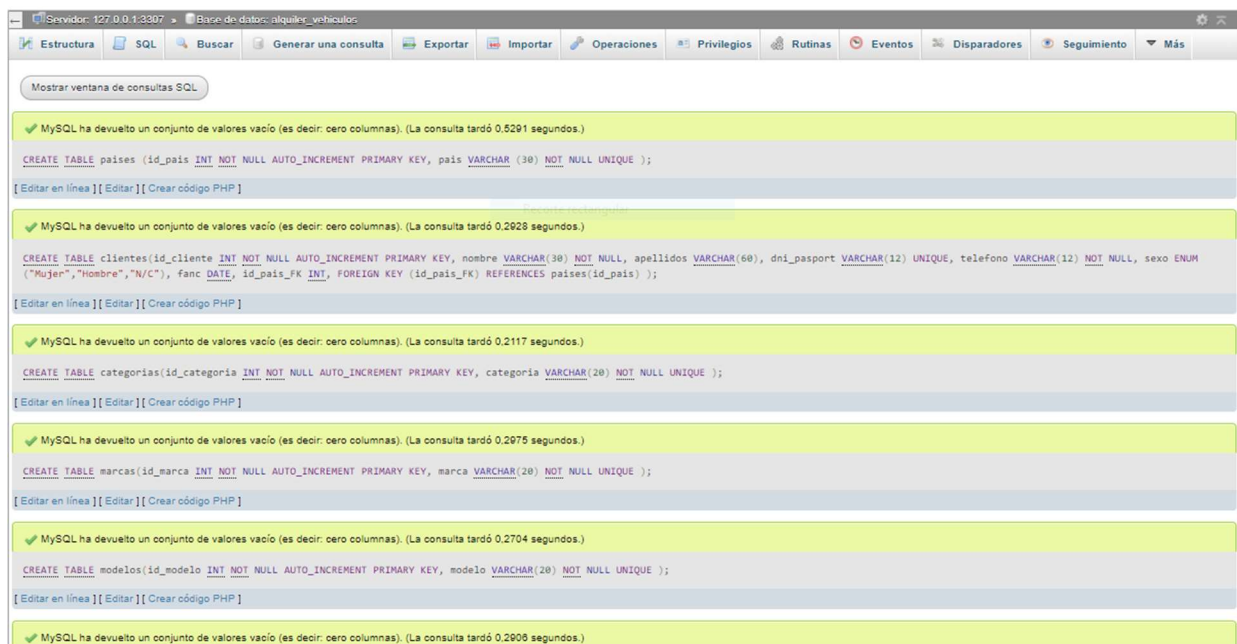 Servidor: 127.0.0.1:3307 » Base de datos: alquiler_vehiculos
Estructura SQL Buscar Generar una consulta Exportar Importar Operaciones Privilegios Rutinas Eventos Disparadores Seguimiento Más
Mostrar ventana de consultas SQL
MySQL ha devuelto un conjunto de valores vacío (es decir: cero columnas). (La consulta tardó 0,5291 segundos.)
CREATE TABLE paises (id_pais INT NOT NULL AUTO_INCREMENT PRIMARY KEY, pais VARCHAR (30) NOT NULL UNIQUE );
[ Editar en línea ] [ Editar ] [ Crear código PHP ]
Recorte rectangular
MySQL ha devuelto un conjunto de valores vacío (es decir: cero columnas). (La consulta tardó 0,2928 segundos.)
CREATE TABLE clientes(id_cliente INT NOT NULL AUTO_INCREMENT PRIMARY KEY, nombre VARCHAR(30) NOT NULL, apellidos VARCHAR(60), dni_pasport VARCHAR(12) UNIQUE, telefono VARCHAR(12) NOT NULL, sexo ENUM
("Mujer","Hombre","N/C"), fanc DATE, id_pais_FK INT, FOREIGN KEY (id_pais_FK) REFERENCES paises(id_pais) );
[ Editar en línea ] [ Editar ] [ Crear código PHP ]
MySQL ha devuelto un conjunto de valores vacío (es decir: cero columnas). (La consulta tardó 0,2117 segundos.)
CREATE TABLE categorias(id_categoria INT NOT NULL AUTO_INCREMENT PRIMARY KEY, categoria VARCHAR(20) NOT NULL UNIQUE );
[ Editar en línea ] [ Editar ] [ Crear código PHP ]
MySQL ha devuelto un conjunto de valores vacío (es decir: cero columnas). (La consulta tardó 0,2975 segundos.)
CREATE TABLE marcas(id_marca INT NOT NULL AUTO_INCREMENT PRIMARY KEY, marca VARCHAR(20) NOT NULL UNIQUE );
[ Editar en línea ] [ Editar ] [ Crear código PHP ]
MySQL ha devuelto un conjunto de valores vacío (es decir: cero columnas). (La consulta tardó 0,2704 segundos.)
CREATE TABLE modelos(id_modelo INT NOT NULL AUTO_INCREMENT PRIMARY KEY, modelo VARCHAR(20) NOT NULL UNIQUE );
[ Editar en línea ] [ Editar ] [ Crear código PHP ]
MySQL ha devuelto un conjunto de valores vacío (es decir: cero columnas). (La consulta tardó 0,2906 segundos.)